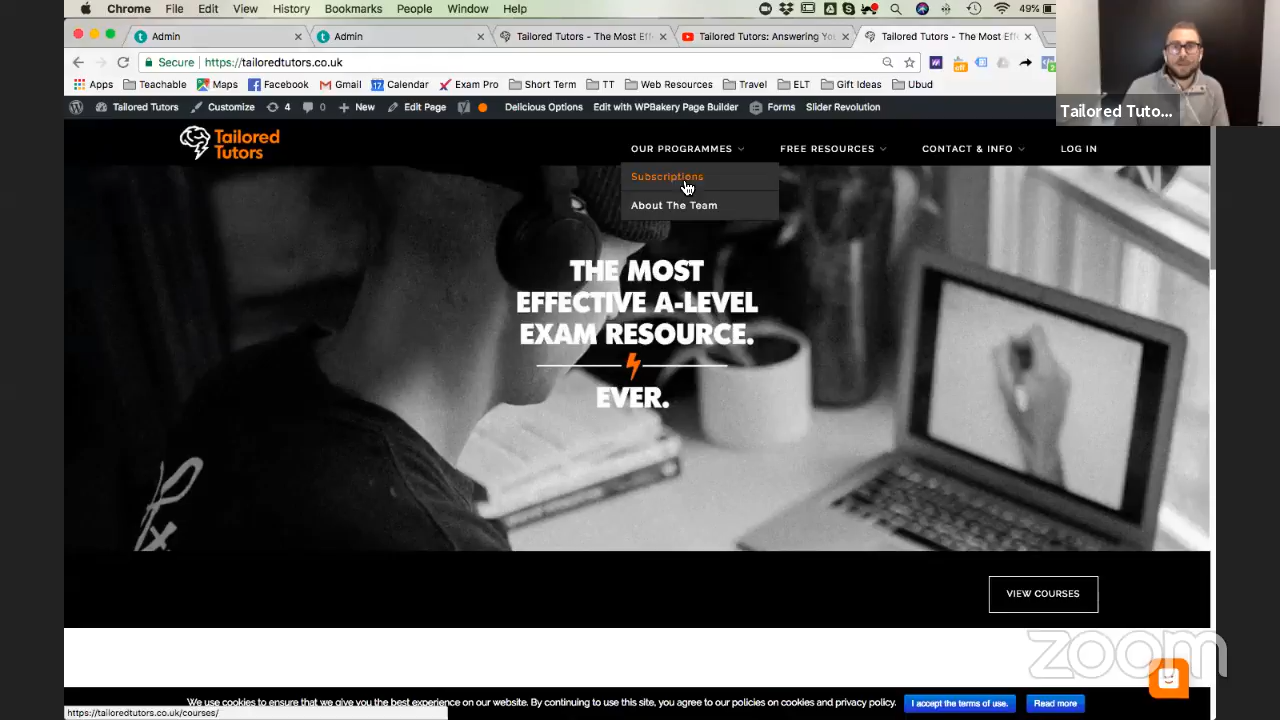 Chrome File Edit View History Bookmarks People Window Help 49%
Admin Admin Tailored Tutors - The Most Eff Tailored Tutors: Answering You Tailored Tutors - The Most Effe
Secure https://tailoredtutors.co.uk
Apps Teachable Maps Facebook Gmail Calendar Exam Pro Short Term TT Web Resources Travel ELT Gift Ideas Ubud
Tailored Tutors Customize 4 0 New Edit Page Delicious Options Edit with WPBakery Page Builder Forms Slider Revolution
Tailored Tuto...
Tailored
Tutors
OUR PROGRAMMES FREE RESOURCES CONTACT & INFO LOG IN
Subscriptions
About The Team
THE MOST
EFFECTIVE A-LEVEL
EXAM RESOURCE.
EVER.
VIEW COURSES
zoom
We use cookies to ensure that we give you the best experience on our website. By continuing to use this site, you agree to our policies on cookies and privacy policy. I accept the terms of use. Read more
https://tailoredtutors.co.uk/courses/